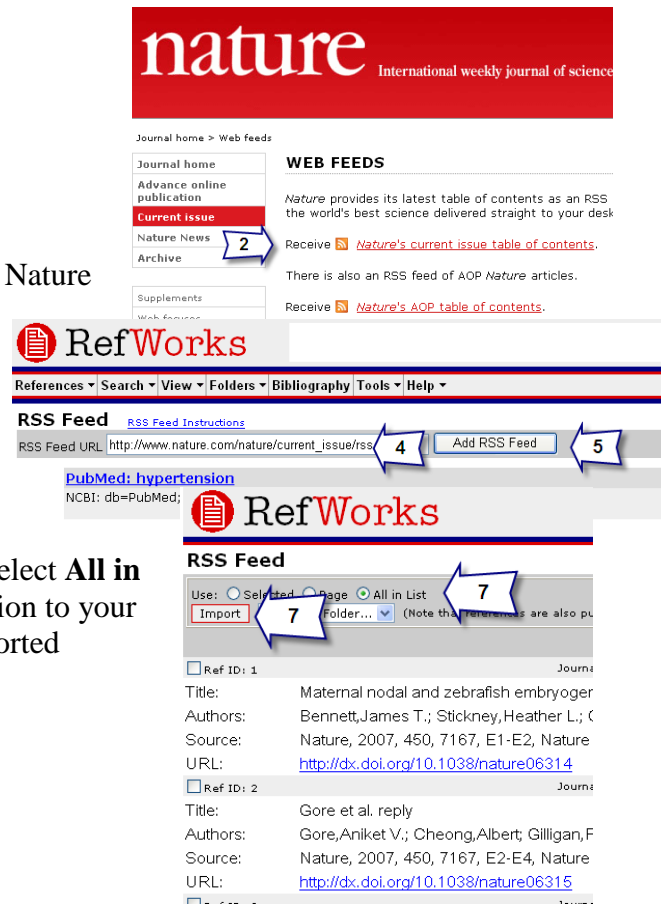 nature International weekly journal of science
Journal home > Web feeds
Journal home
Advance online
publication
Current issue
Nature News
Archive
Supplements
WEB FEEDS
Nature provides its latest table of contents as an RSS
the world's best science delivered straight to your desk
2
Receive Nature's current issue table of contents.
There is also an RSS feed of AOP Nature articles.
Receive Nature's AOP table of contents.
Nature
RefWorks
References Search View Folders Bibliography Tools Help
RSS Feed RSS Feed Instructions
RSS Feed URL http://www.nature.com/nature/current_issue/rss 4 Add RSS Feed 5
PubMed: hypertension
NCBI: db=PubMed;
RefWorks
elect All in
ion to your
orted
RSS Feed
Use: Selected Page All in List 7
Import 7 Folder... (Note that references are also pu
Ref ID: 1 Journa
Title: Maternal nodal and zebrafish embryoger
Authors: Bennett,James T.; Stickney,Heather L.;
Source: Nature, 2007, 450, 7167, E1-E2, Nature
URL: http://dx.doi.org/10.1038/nature06314
Ref ID: 2 Journa
Title: Gore et al. reply
Authors: Gore,Aniket V.; Cheong,Albert; Gilligan,F
Source: Nature, 2007, 450, 7167, E2-E4, Nature
URL: http://dx.doi.org/10.1038/nature06315